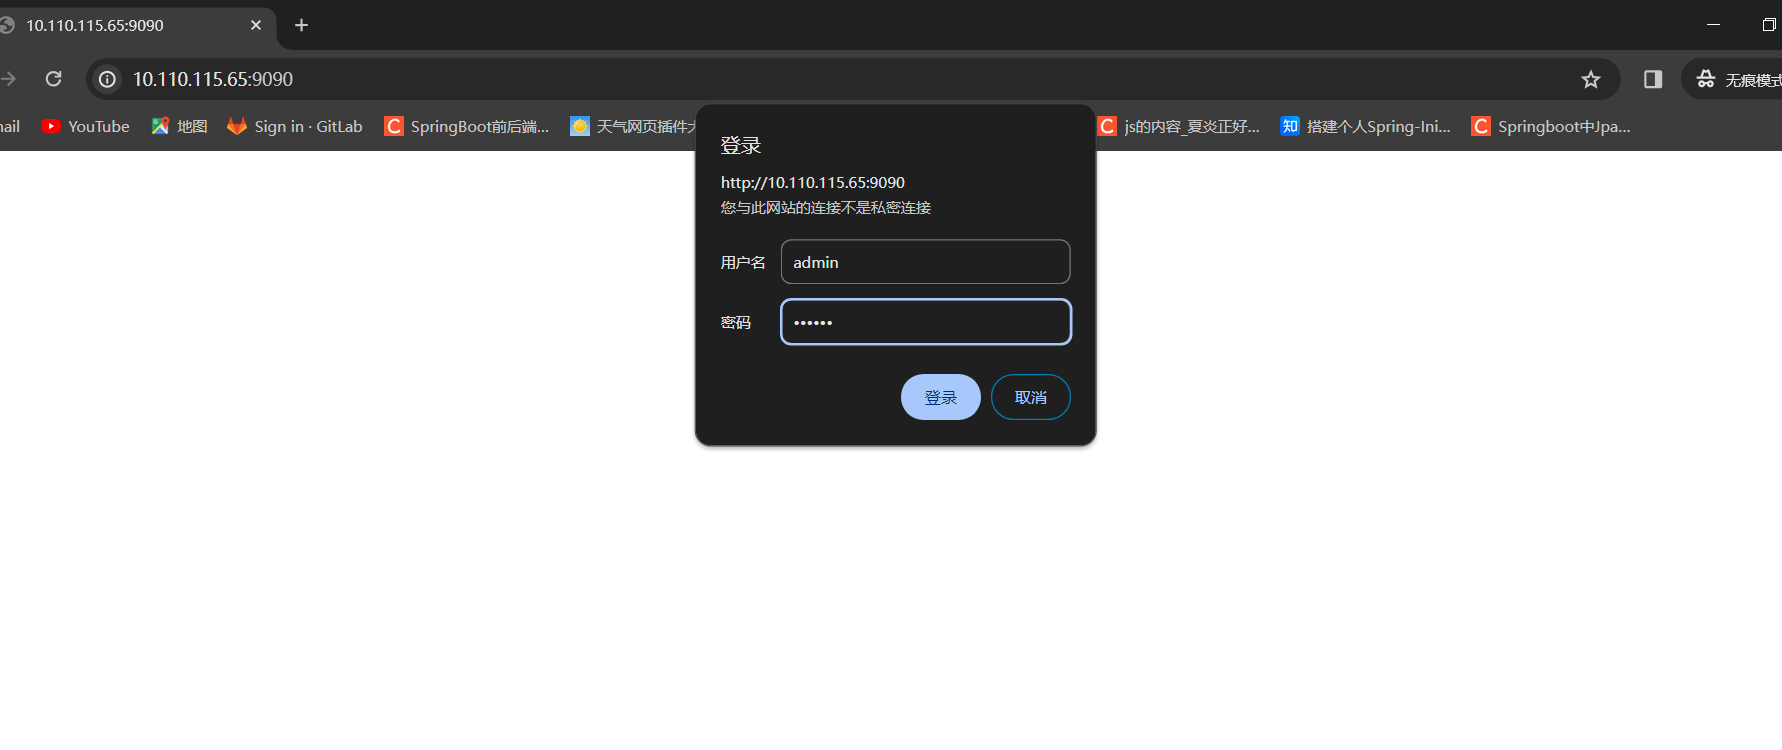 10.110.115.65:9090
10.110.115.65:9090
无痕模式
ail YouTube 地图 Sign in · GitLab SpringBoot前后端... 天气网页插件 js的内容_夏炎正好... 知 搭建个人Spring-Ini... Springboot中Jpa...
登录
http://10.110.115.65:9090
您与此网站的连接不是私密连接
用户名 admin
密码 ••••••
登录 取消